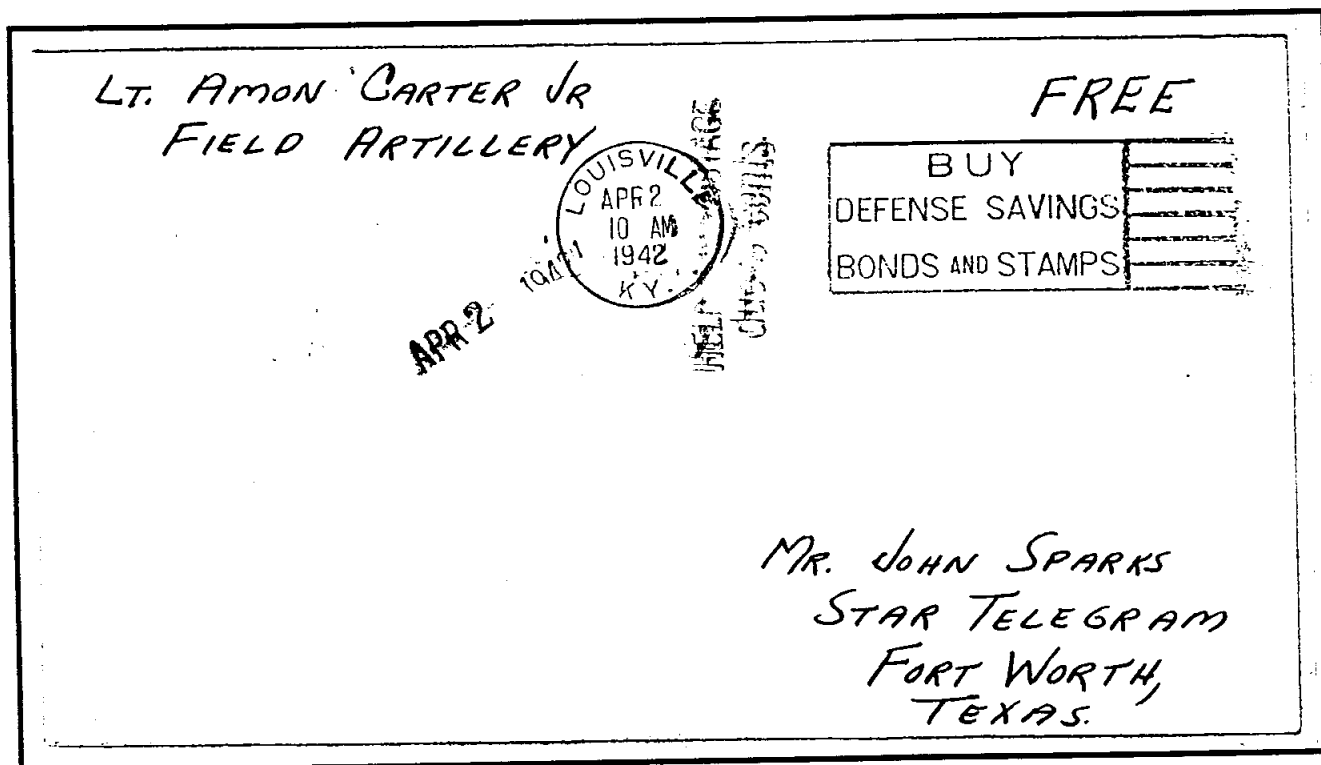 LT. AMON CARTER JR
FIELD ARTILLERY
FREE
LOUISVILLE
APR 2
10 AM
1942
KY.
BUY
DEFENSE SAVINGS
BONDS AND STAMPS
APR 2
MR. JOHN SPARKS
STAR TELEGRAM
FORT WORTH,
TEXAS.